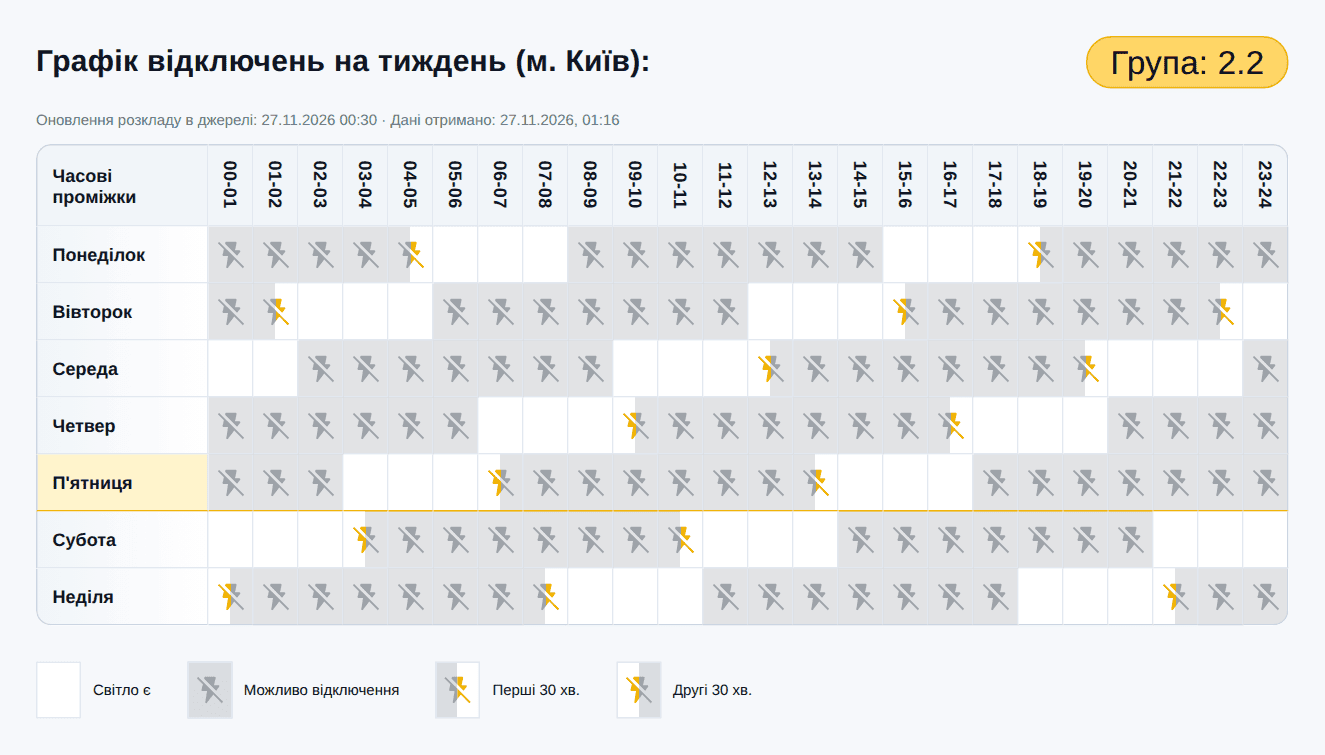 Графік відключень на тиждень (м. Київ):
Група: 2.2
Оновлення розкладу в джерелі: 27.11.2026 00:30 · Дані отримано: 27.11.2026, 01:16
Часові
проміжки
00-01
01-02
02-03
03-04
04-05
05-06
06-07
07-08
08-09
09-10
10-11
11-12
12-13
13-14
14-15
15-16
16-17
17-18
18-19
19-20
20-21
21-22
22-23
23-24
Понеділок
Вівторок
Середа
Четвер
П'ятниця
Субота
Неділя
Світло є
Можливо відключення
Перші 30 хв.
Другі 30 хв.